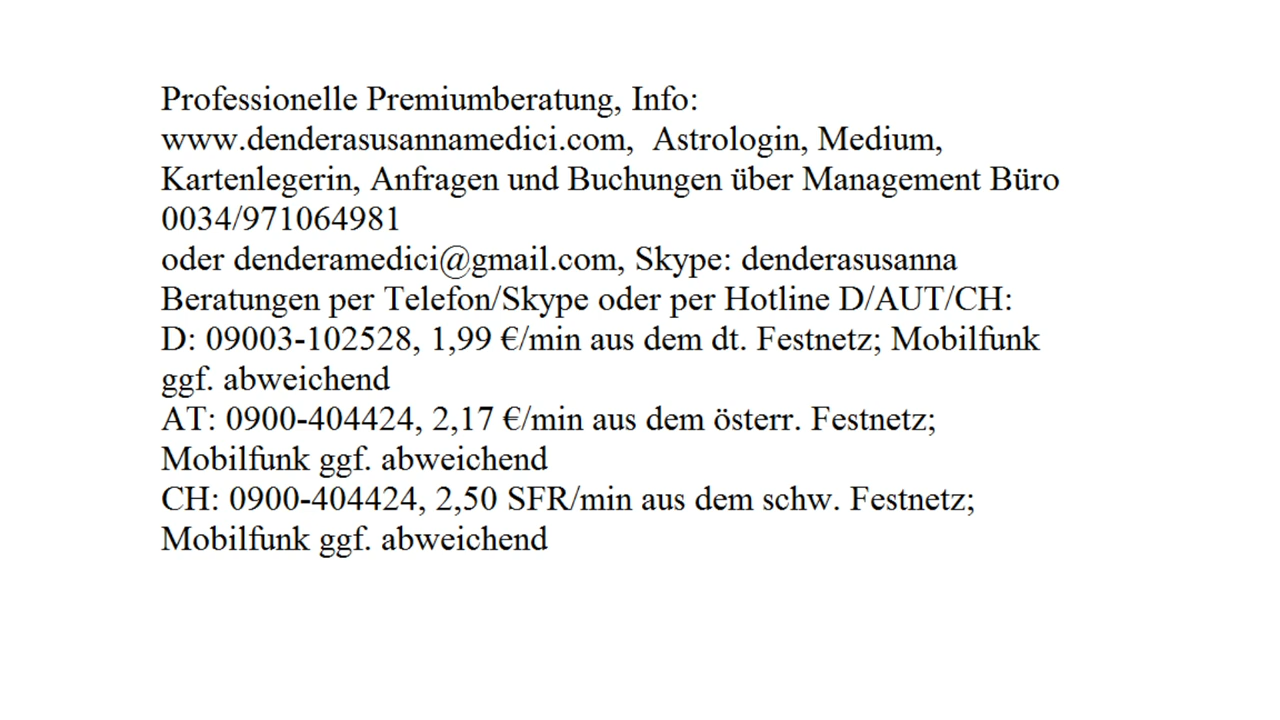 Professionelle Premiumberatung, Info:
www.denderasusannamedici.com,  Astrologin, Medium,
Kartenlegerin, Anfragen und Buchungen über Management Büro
0034/971064981
oder denderamedici@gmail.com, Skype: denderasusanna
Beratungen per Telefon/Skype oder per Hotline D/AUT/CH:
D: 09003-102528, 1,99 €/min aus dem dt. Festnetz; Mobilfunk
ggf. abweichend
AT: 0900-404424, 2,17 €/min aus dem österr. Festnetz;
Mobilfunk ggf. abweichend
CH: 0900-404424, 2,50 SFR/min aus dem schw. Festnetz;
Mobilfunk ggf. abweichend